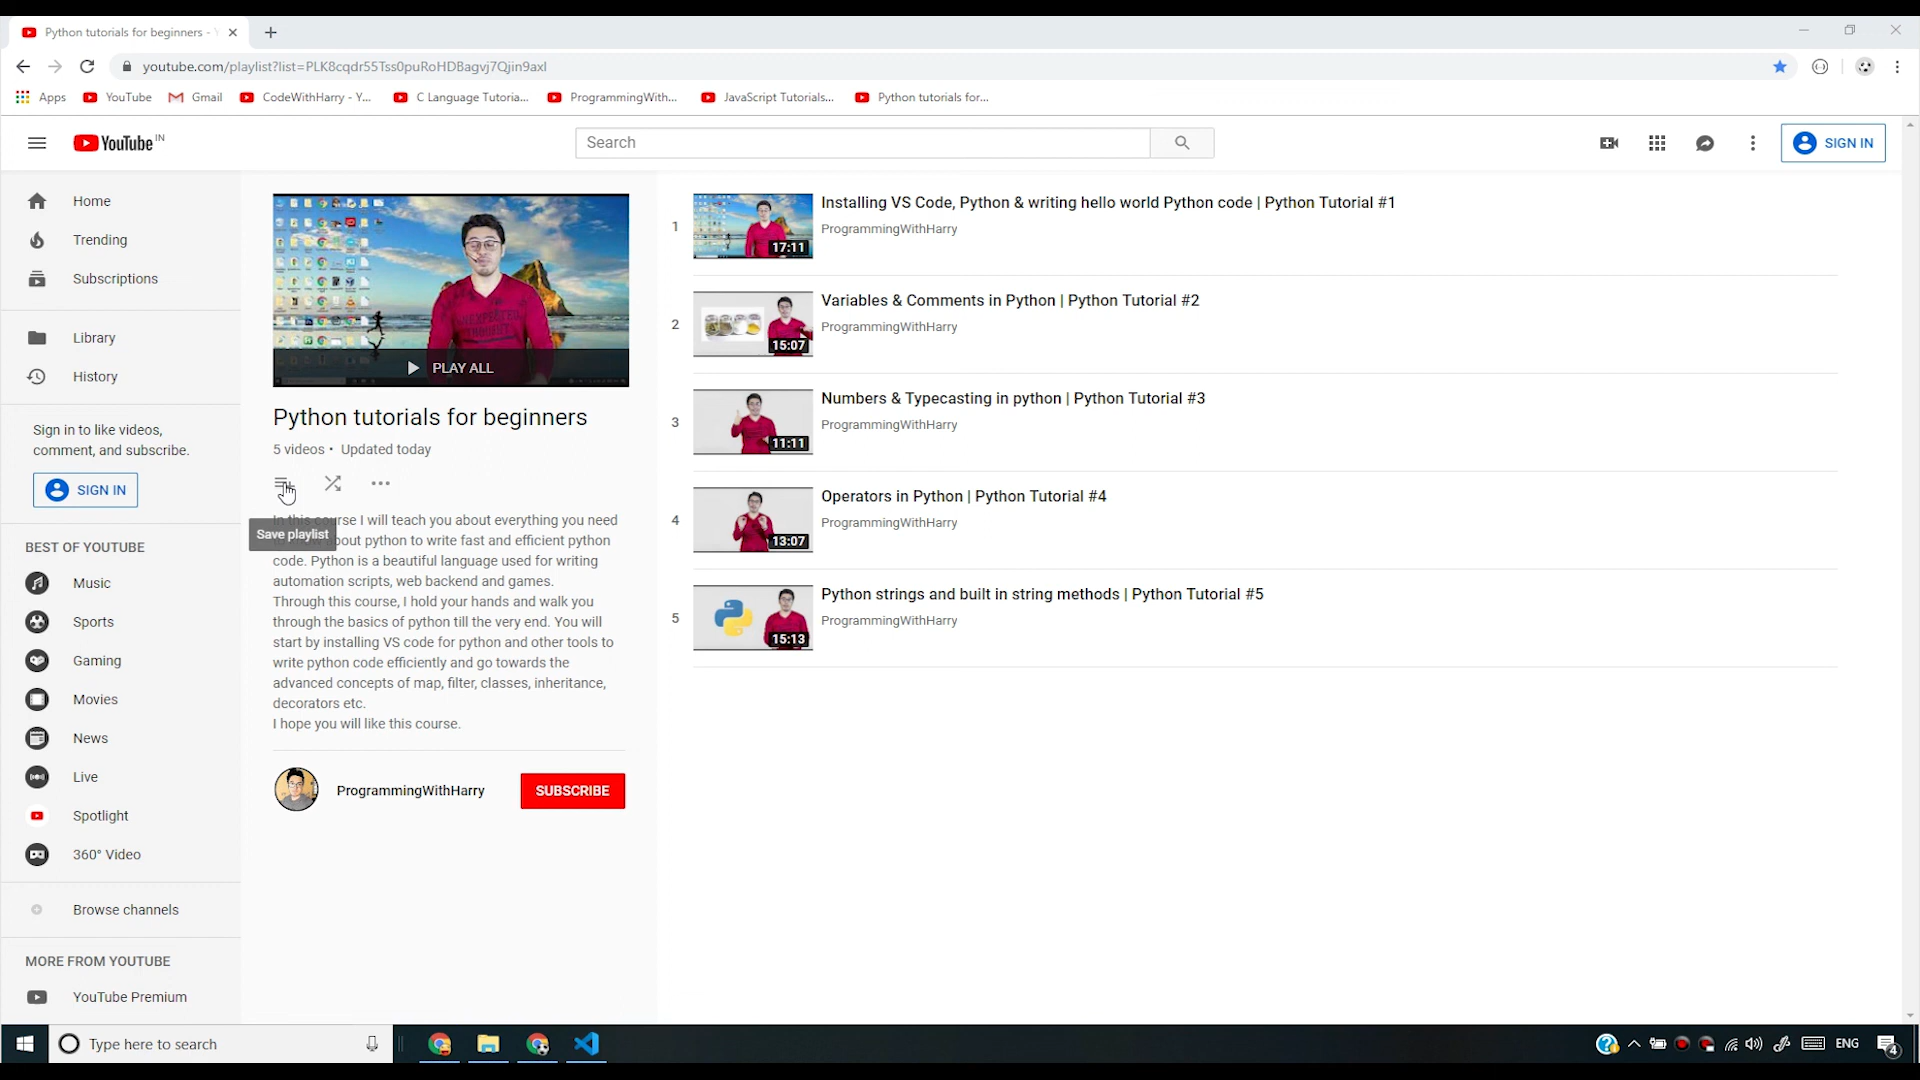 Python tutorials for beginners -
youtube.com/playlist?list=PLK8cqdr55Tss0puRoHDBagvj7Qjin9axl
Apps
YouTube
Gmail
CodeWithHarry - Y...
C Language Tutoria...
ProgrammingWith...
JavaScript Tutorials...
Python tutorials for...
YouTube IN
Search
SIGN IN
Home
Trending
Subscriptions
Library
History
Sign in to like videos,
comment, and subscribe.
SIGN IN
BEST OF YOUTUBE
Music
Sports
Gaming
Movies
News
Live
Spotlight
360° Video
Browse channels
MORE FROM YOUTUBE
YouTube Premium
PLAY ALL
Python tutorials for beginners
5 videos • Updated today
Save playlist
In this course I will teach you about everything you need
about python to write fast and efficient python
code. Python is a beautiful language used for writing
automation scripts, web backend and games.
Through this course, I hold your hands and walk you
through the basics of python till the very end. You will
start by installing VS code for python and other tools to
write python code efficiently and go towards the
advanced concepts of map, filter, classes, inheritance,
decorators etc.
I hope you will like this course.
ProgrammingWithHarry
SUBSCRIBE
1
17:11
Installing VS Code, Python & writing hello world Python code | Python Tutorial #1
ProgrammingWithHarry
2
15:07
Variables & Comments in Python | Python Tutorial #2
ProgrammingWithHarry
3
11:11
Numbers & Typecasting in python | Python Tutorial #3
ProgrammingWithHarry
4
13:07
Operators in Python | Python Tutorial #4
ProgrammingWithHarry
5
15:13
Python strings and built in string methods | Python Tutorial #5
ProgrammingWithHarry
Type here to search
ENG
4